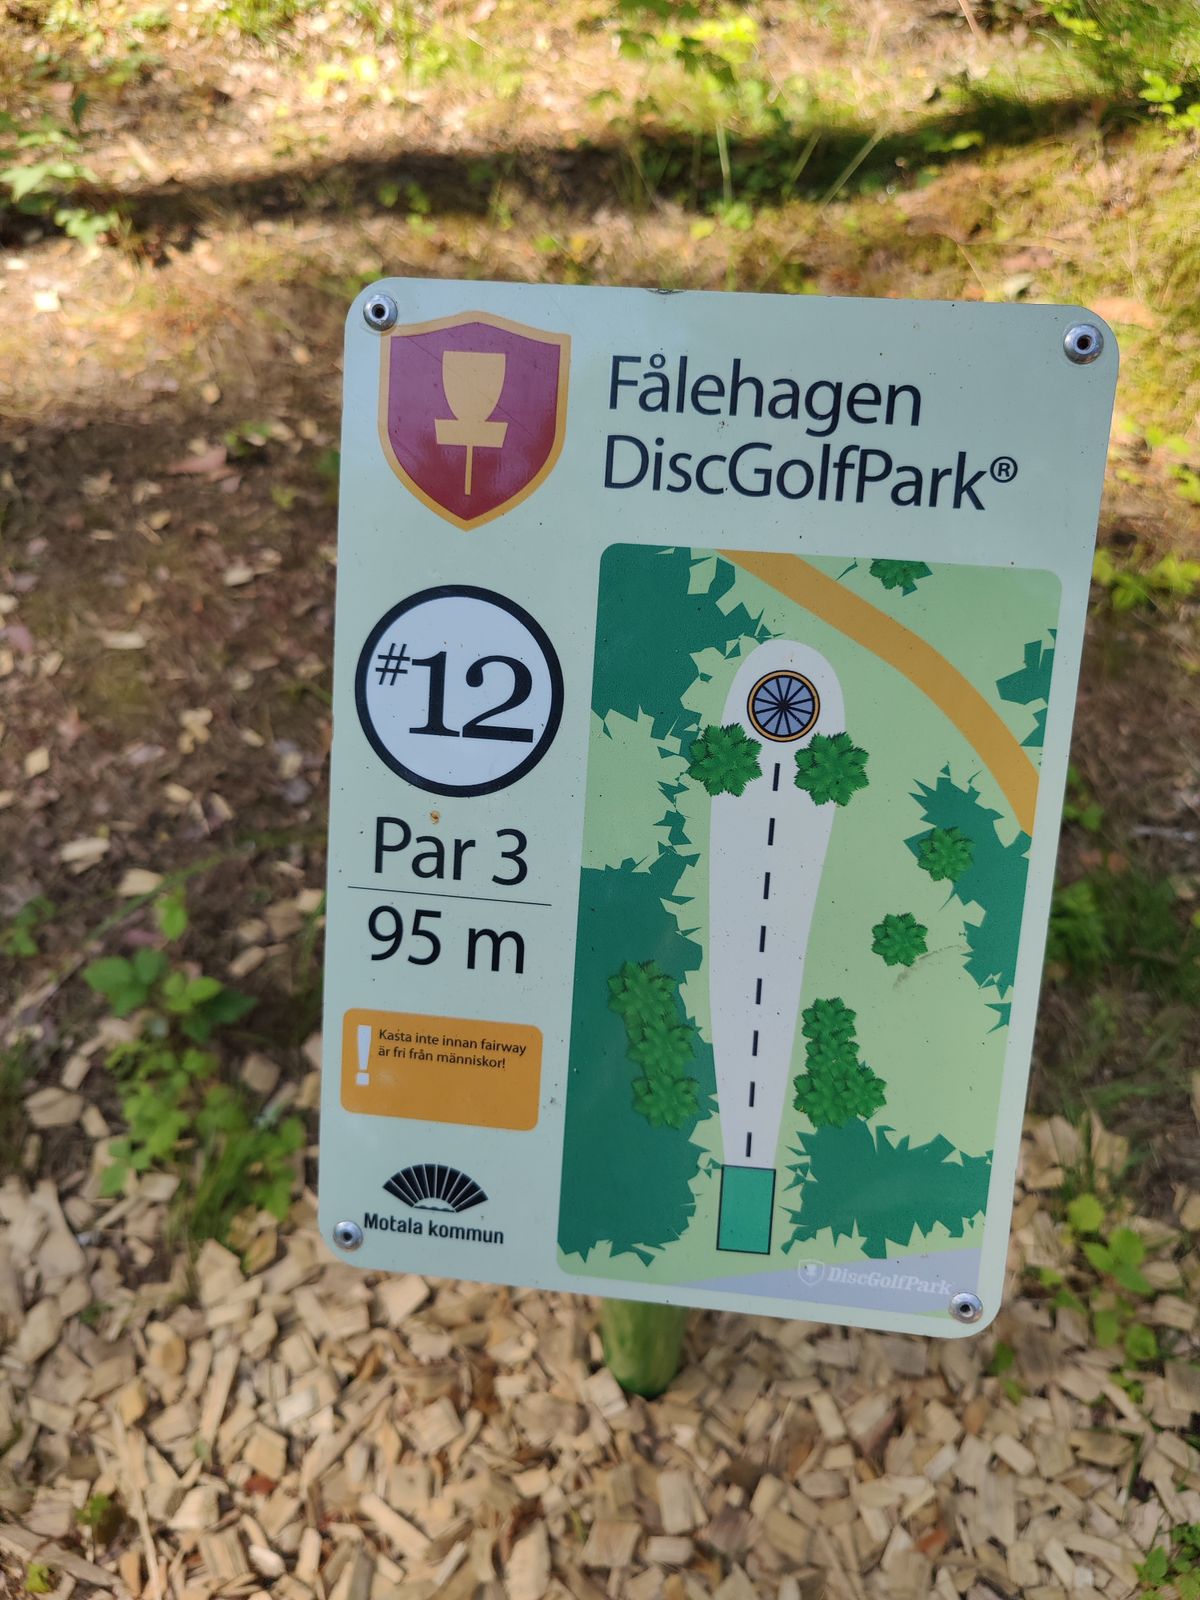 Fålehagen
DiscGolfPark®
#12
Par 3
95 m
! Kasta inte innan fairway
är fri från människor!
Motala kommun
DiscGolfPark